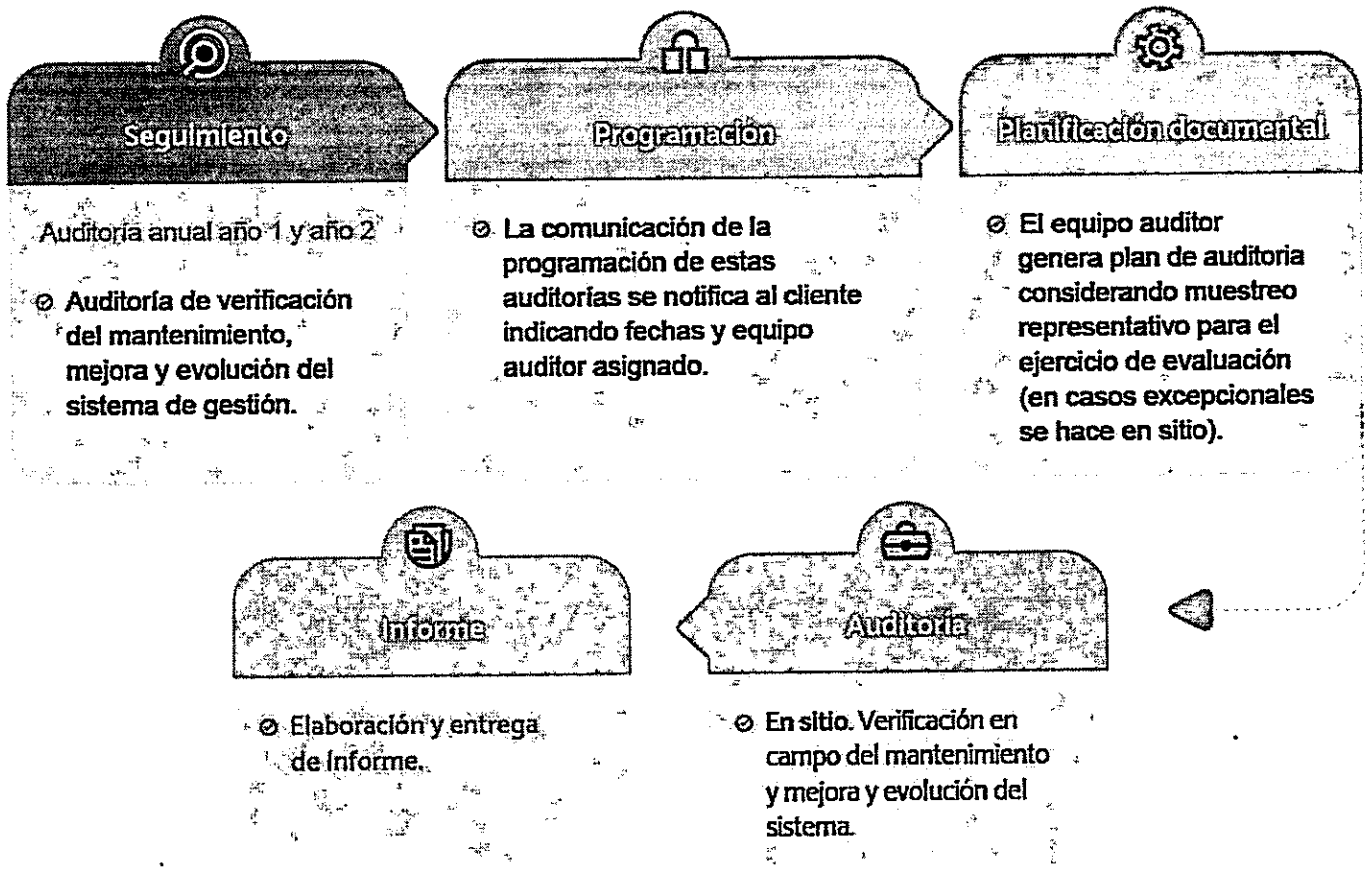 Seguimiento
Auditoría anual año 1 y año 2
Auditoría de verificación
del mantenimiento,
mejora y evolución del
sistema de gestión.
Programación
La comunicación de la
programación de estas
auditorías se notifica al cliente
indicando fechas y equipo
auditor asignado.
Planificación documental
El equipo auditor
genera plan de auditoria
considerando muestreo
representativo para el
ejercicio de evaluación
(en casos excepcionales
se hace en sitio).
Auditoría
En sitio. Verificación en
campo del mantenimiento
y mejora y evolución del
sistema.
Informe
Elaboración y entrega
de Informe.